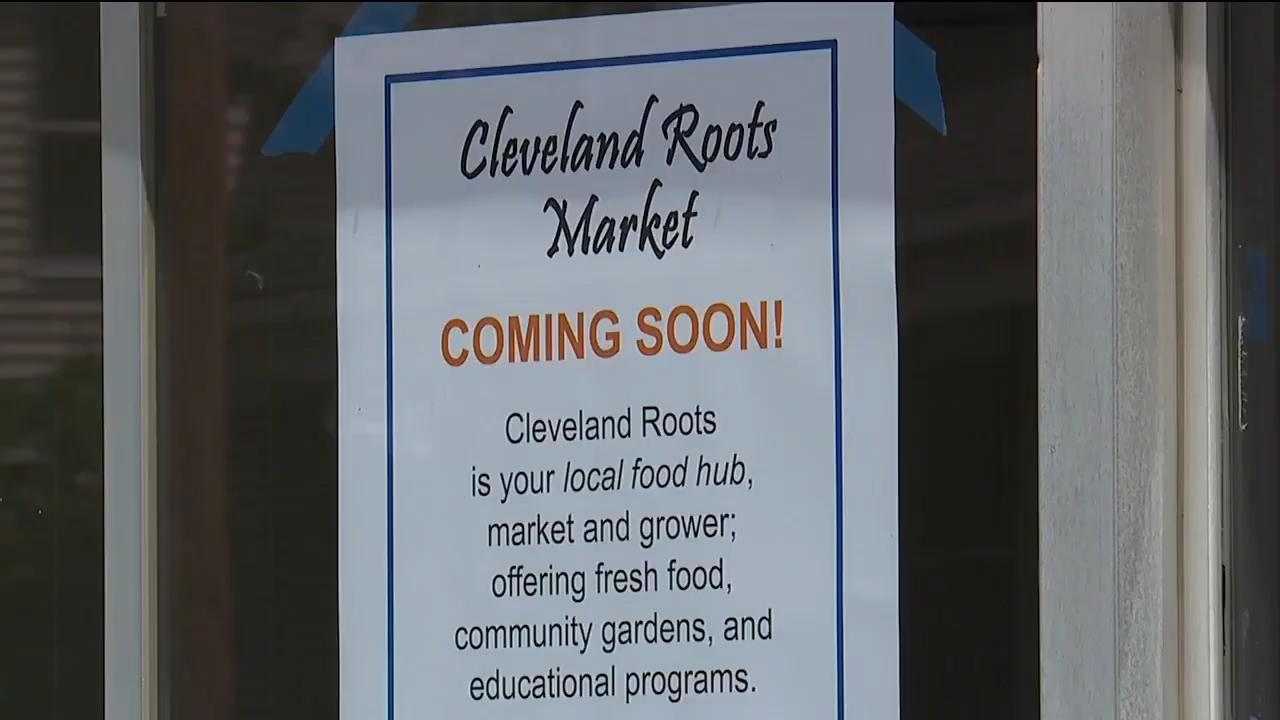 Cleveland Roots
Market
COMING SOON!
Cleveland Roots
is your local food hub,
market and grower;
offering fresh food,
community gardens, and
educational programs.